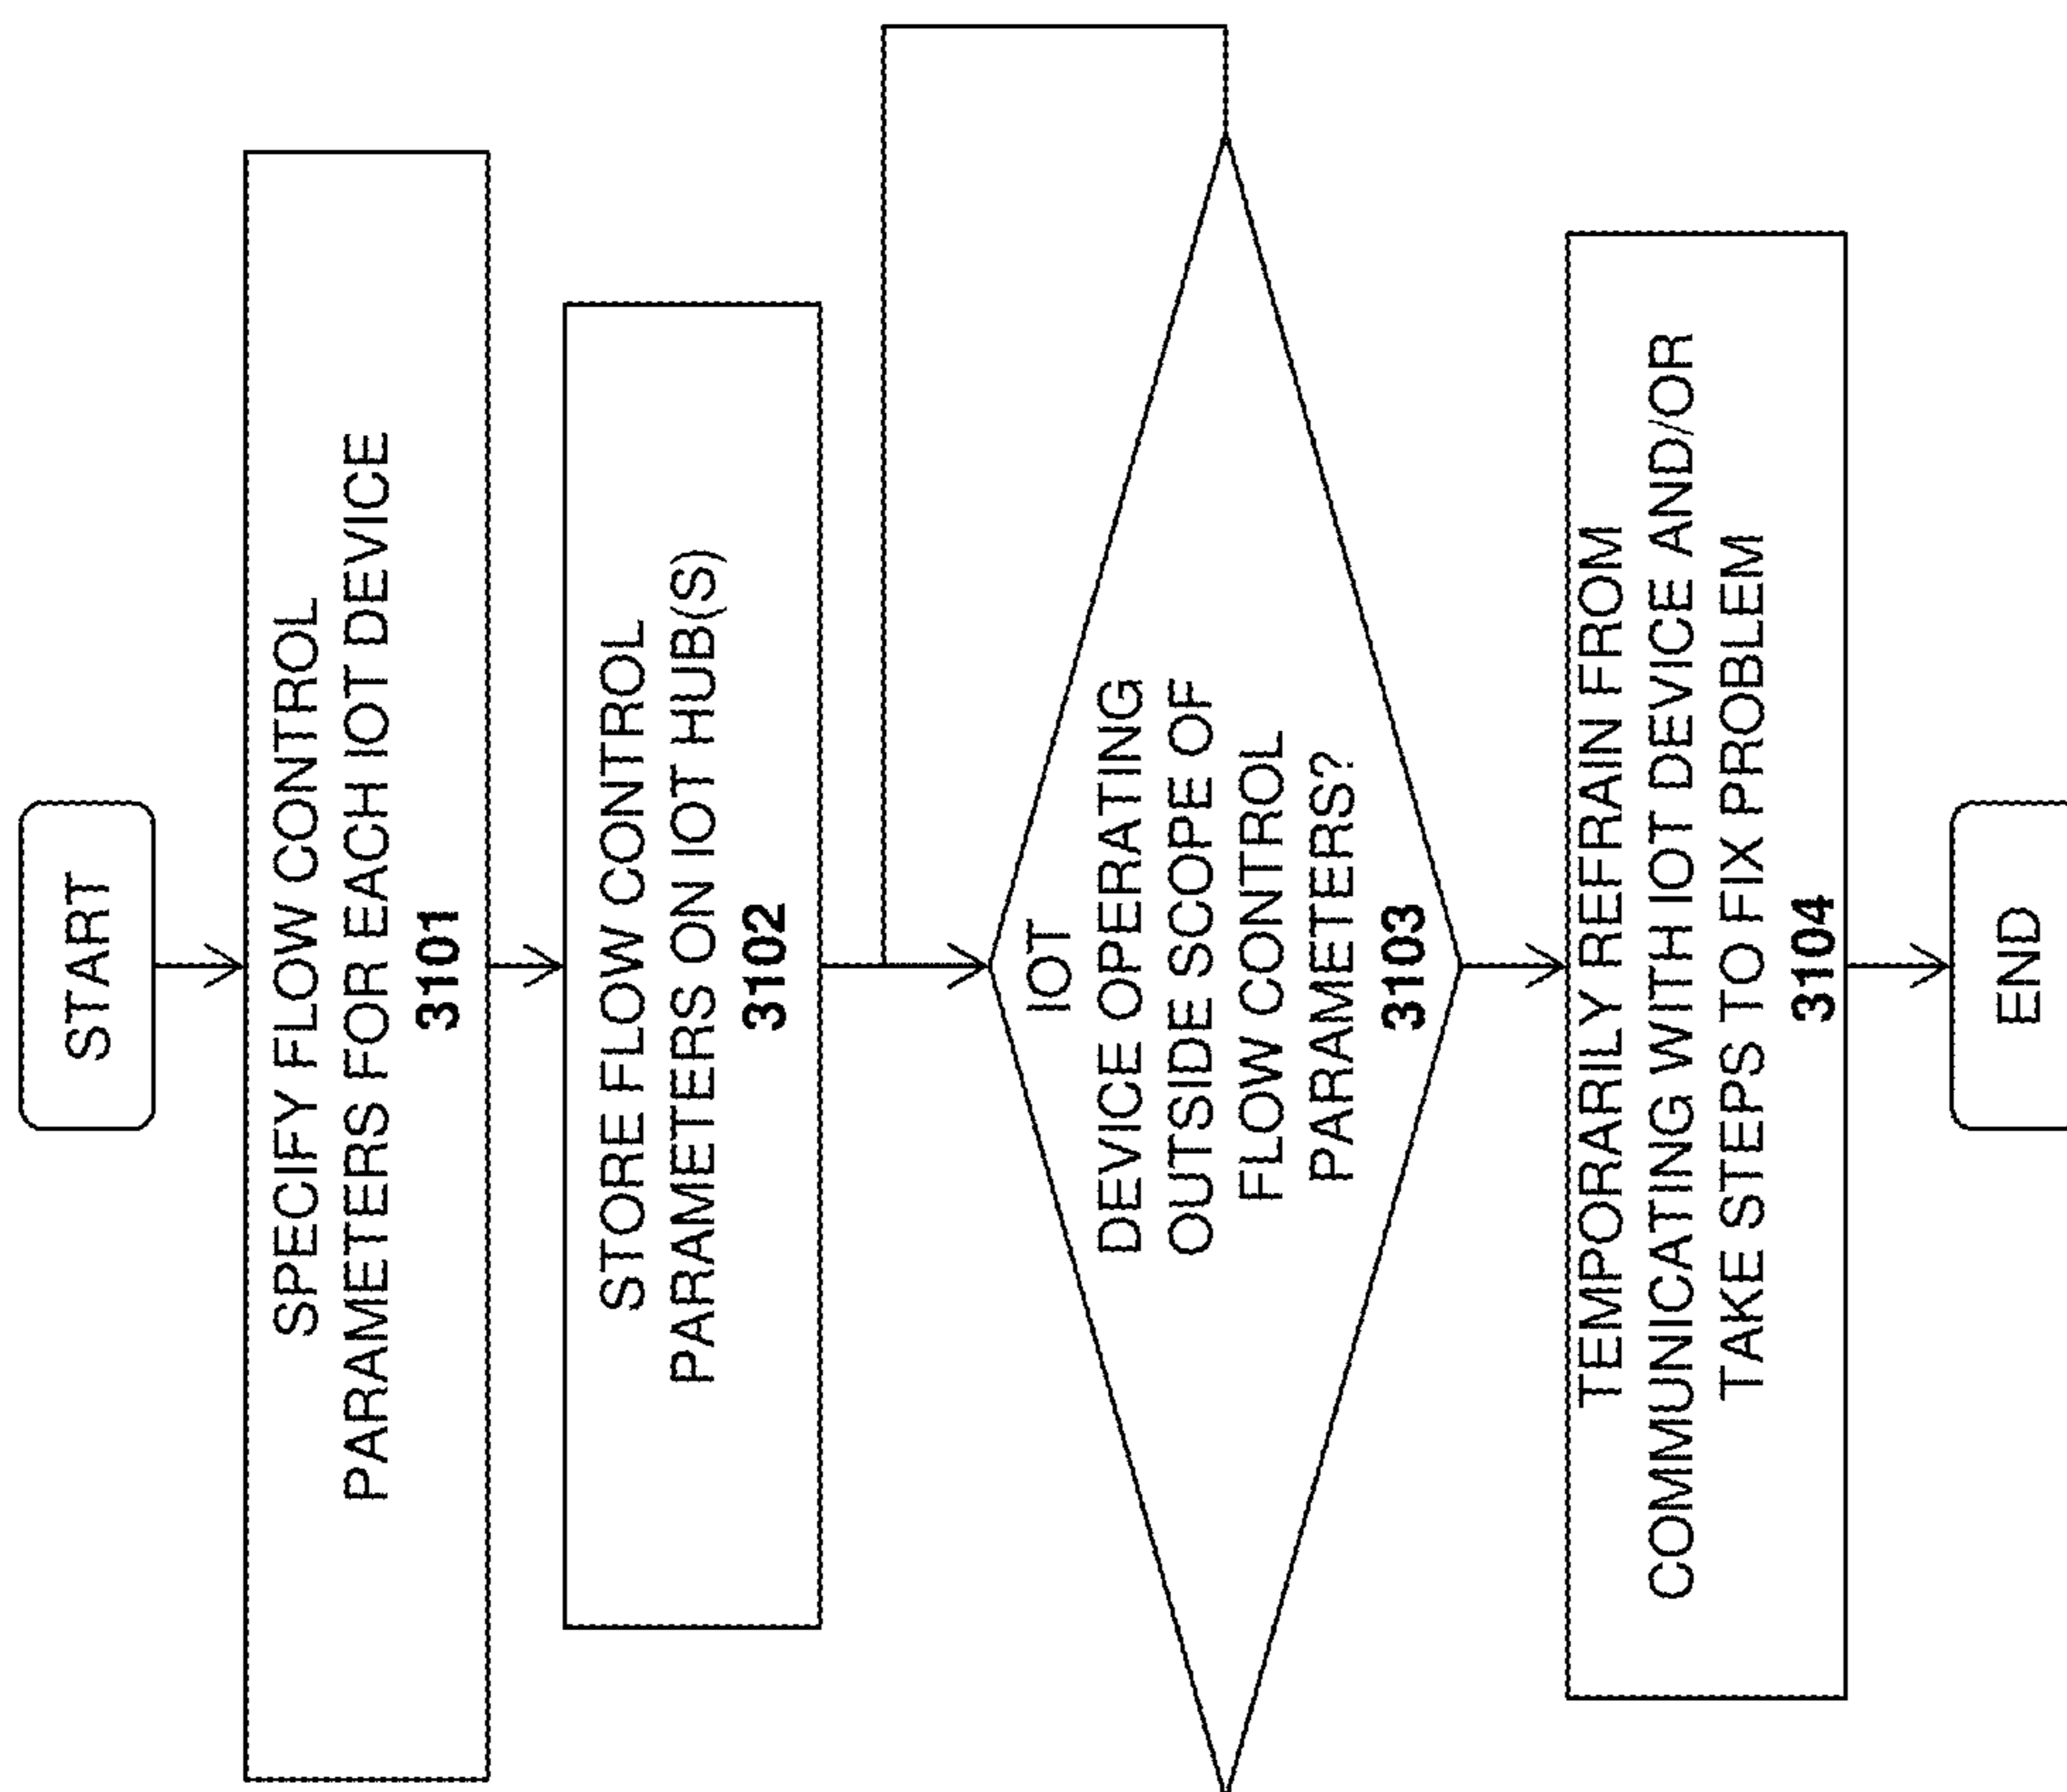 START
SPECIFY FLOW CONTROL
PARAMETERS FOR EACH IOT DEVICE
3101
STORE FLOW CONTROL
PARAMETERS ON IOT HUB(S)
3102
IOT
DEVICE OPERATING
OUTSIDE SCOPE OF
FLOW CONTROL
PARAMETERS?
3103
TEMPORARILY REFRAIN FROM
COMMUNICATING WITH IOT DEVICE AND/OR
TAKE STEPS TO FIX PROBLEM
3104
END